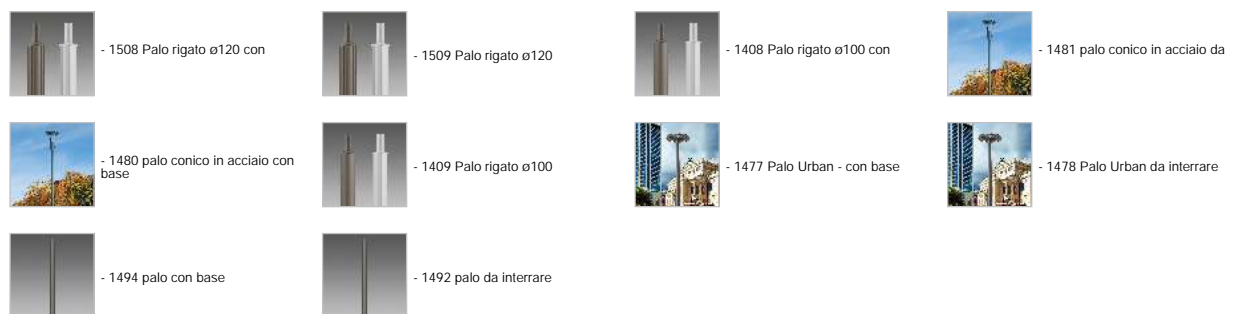 - 1508 Palo rigato ø120 con
- 1509 Palo rigato ø120
- 1408 Palo rigato ø100 con
- 1481 palo conico in acciaio da
- 1480 palo conico in acciaio con
base
- 1409 Palo rigato ø100
- 1477 Palo Urban - con base
- 1478 Palo Urban da interrare
- 1494 palo con base
- 1492 palo da interrare